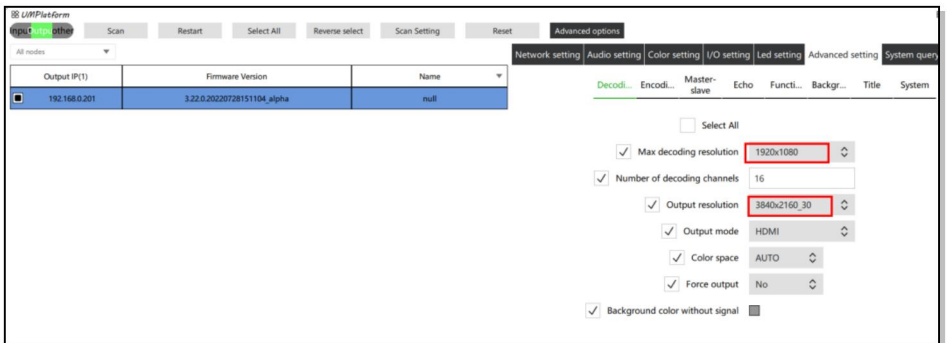 UMPlatform
Input Output other Scan Restart Select All Reverse select Scan Setting Reset Advanced options
All nodes
Network setting Audio setting Color setting I/O setting Led setting Advanced setting System query
Output IP(1) Firmware Version Name
Decodi... Encodi... Master-slave Echo Functi... Backgr... Title System
192.168.0.201 3.22.0.20220728151104_alpha null
Select All
Max decoding resolution 1920x1080
Number of decoding channels 16
Output resolution 3840x2160_30
Output mode HDMI
Color space AUTO
Force output No
Background color without signal